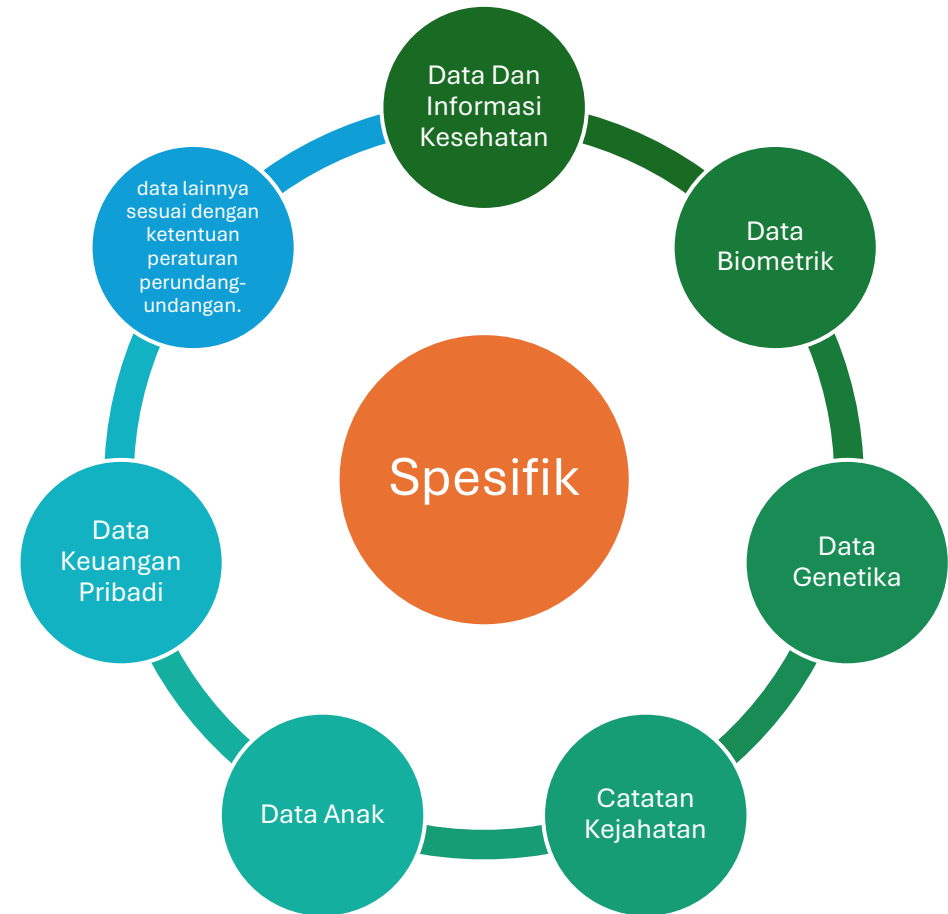 Data Dan
Informasi
Kesehatan
Data
Biometrik
Data
Genetika
Catatan
Kejahatan
Data Anak
Data
Keuangan
Pribadi
data lainnya
sesuai dengan
ketentuan
peraturan
perundang-
undangan.
Spesifik